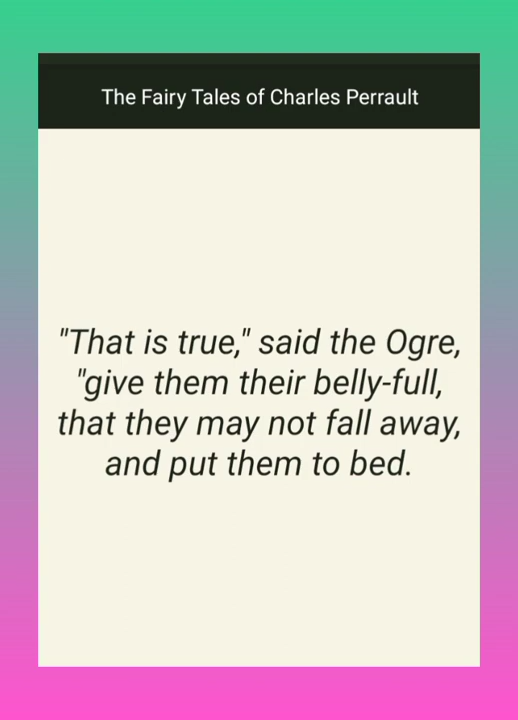 The Fairy Tales of Charles Perrault
"That is true," said the Ogre,
"give them their belly-full,
that they may not fall away,
and put them to bed.